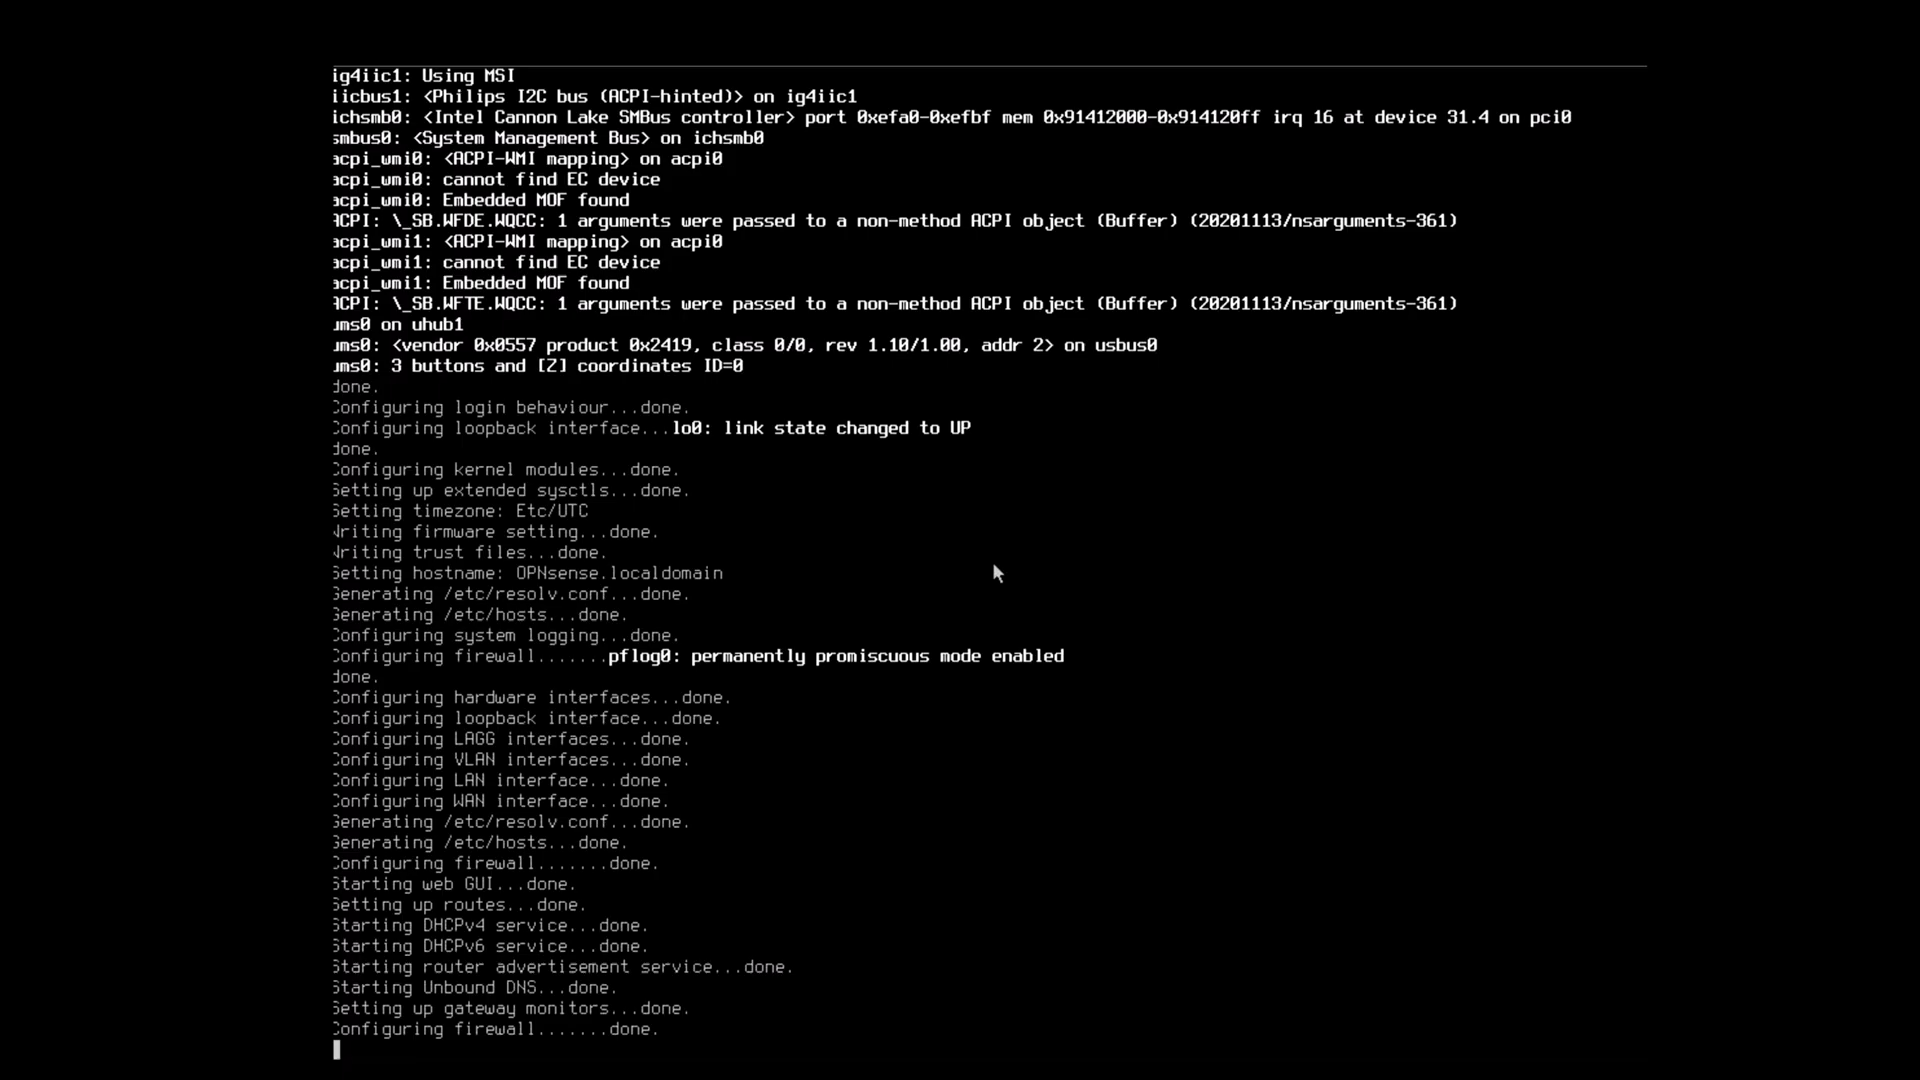 ig4iic1: Using MSI
iicbus1: <Philips I2C bus (ACPI-hinted)> on ig4iic1
ichsmb0: <Intel Cannon Lake SMBus controller> port 0xefa0-0xefbf mem 0x91412000-0x914120ff irq 16 at device 31.4 on pci0
smbus0: <System Management Bus> on ichsmb0
acpi_wmi0: <ACPI-WMI mapping> on acpi0
acpi_wmi0: cannot find EC device
acpi_wmi0: Embedded MOF found
ACPI: \_SB.WFDE.WQCC: 1 arguments were passed to a non-method ACPI object (Buffer) (20201113/nsarguments-361)
acpi_wmi1: <ACPI-WMI mapping> on acpi0
acpi_wmi1: cannot find EC device
acpi_wmi1: Embedded MOF found
ACPI: \_SB.WFTE.WQCC: 1 arguments were passed to a non-method ACPI object (Buffer) (20201113/nsarguments-361)
ums0 on uhub1
ums0: <vendor 0x0557 product 0x2419, class 0/0, rev 1.10/1.00, addr 2> on usbus0
ums0: 3 buttons and [Z] coordinates ID=0
done.
Configuring login behaviour...done.
Configuring loopback interface...lo0: link state changed to UP
done.
Configuring kernel modules...done.
Setting up extended sysctls...done.
Setting timezone: Etc/UTC
Writing firmware setting...done.
Writing trust files...done.
Setting hostname: OPNsense.localdomain
Generating /etc/resolv.conf...done.
Generating /etc/hosts...done.
Configuring system logging...done.
Configuring firewall.......pflog0: permanently promiscuous mode enabled
done.
Configuring hardware interfaces...done.
Configuring loopback interface...done.
Configuring LAGG interfaces...done.
Configuring VLAN interfaces...done.
Configuring LAN interface...done.
Configuring WAN interface...done.
Generating /etc/resolv.conf...done.
Generating /etc/hosts...done.
Configuring firewall.......done.
Starting web GUI...done.
Setting up routes...done.
Starting DHCPv4 service...done.
Starting DHCPv6 service...done.
Starting router advertisement service...done.
Starting Unbound DNS...done.
Setting up gateway monitors...done.
Configuring firewall.......done.